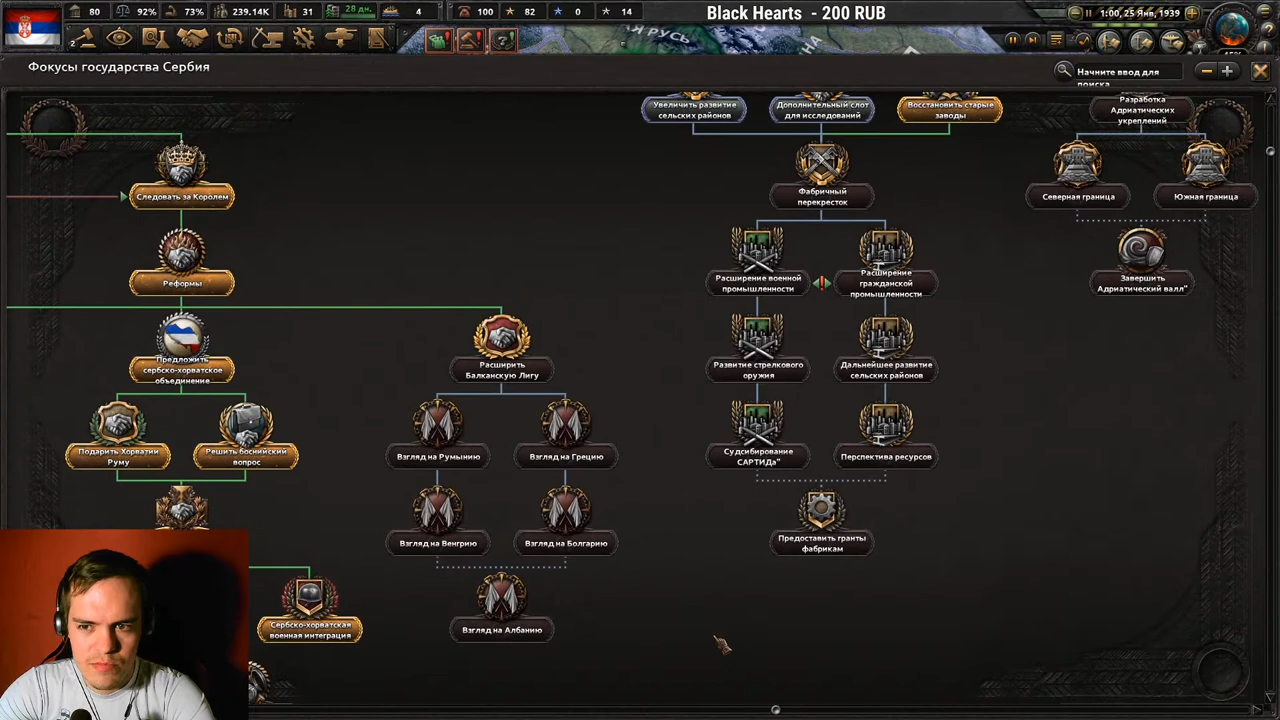 80 92% 73% 239.14K 31 28 дн. 4 100 82 0 14
Black Hearts - 200 RUB
1:00, 25 Янв, 1939
2
Фокусы государства Сербия
Начните ввод для
поиска
Увеличить развитие
сельских районов
Дополнительный слот
для исследований
Восстановить старые
заводы
Разработка
Адриатических
укреплений
Следовать за Королем
Фабричный
перекресток
Северная граница
Южная граница
Реформы
Расширение военной
промышленности
Расширение
гражданской
промышленности
Завершить
Адриатический валл"
Предложить
сербско-хорватское
объединение
Расширить
Балканскую Лигу
Развитие стрелкового
оружия
Дальнейшее развитие
сельских районов
Подарить Хорватии
Руму
Решить боснийский
вопрос
Взгляд на Румынию
Взгляд на Грецию
Судсибирование
САРТИДа"
Перспектива ресурсов
Взгляд на Венгрию
Взгляд на Болгарию
Предоставить гранты
фабрикам
Сербско-хорватская
военная интеграция
Взгляд на Албанию